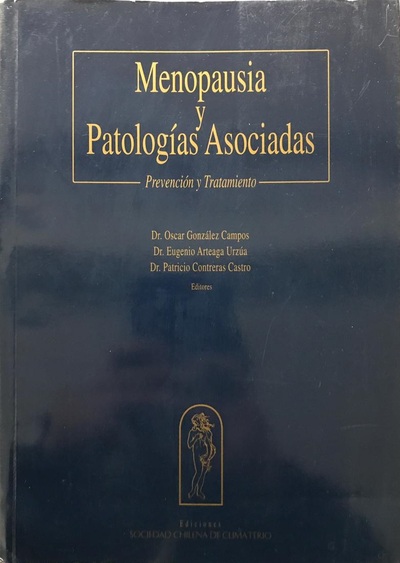 Menopausia
y
Patologías Asociadas
Prevención y Tratamiento
Dr. Oscar González Campos
Dr. Eugenio Arteaga Urzúa
Dr. Patricio Contreras Castro
Editores
Ediciones
SOCIEDAD CHILENA DE CLIMATERIO